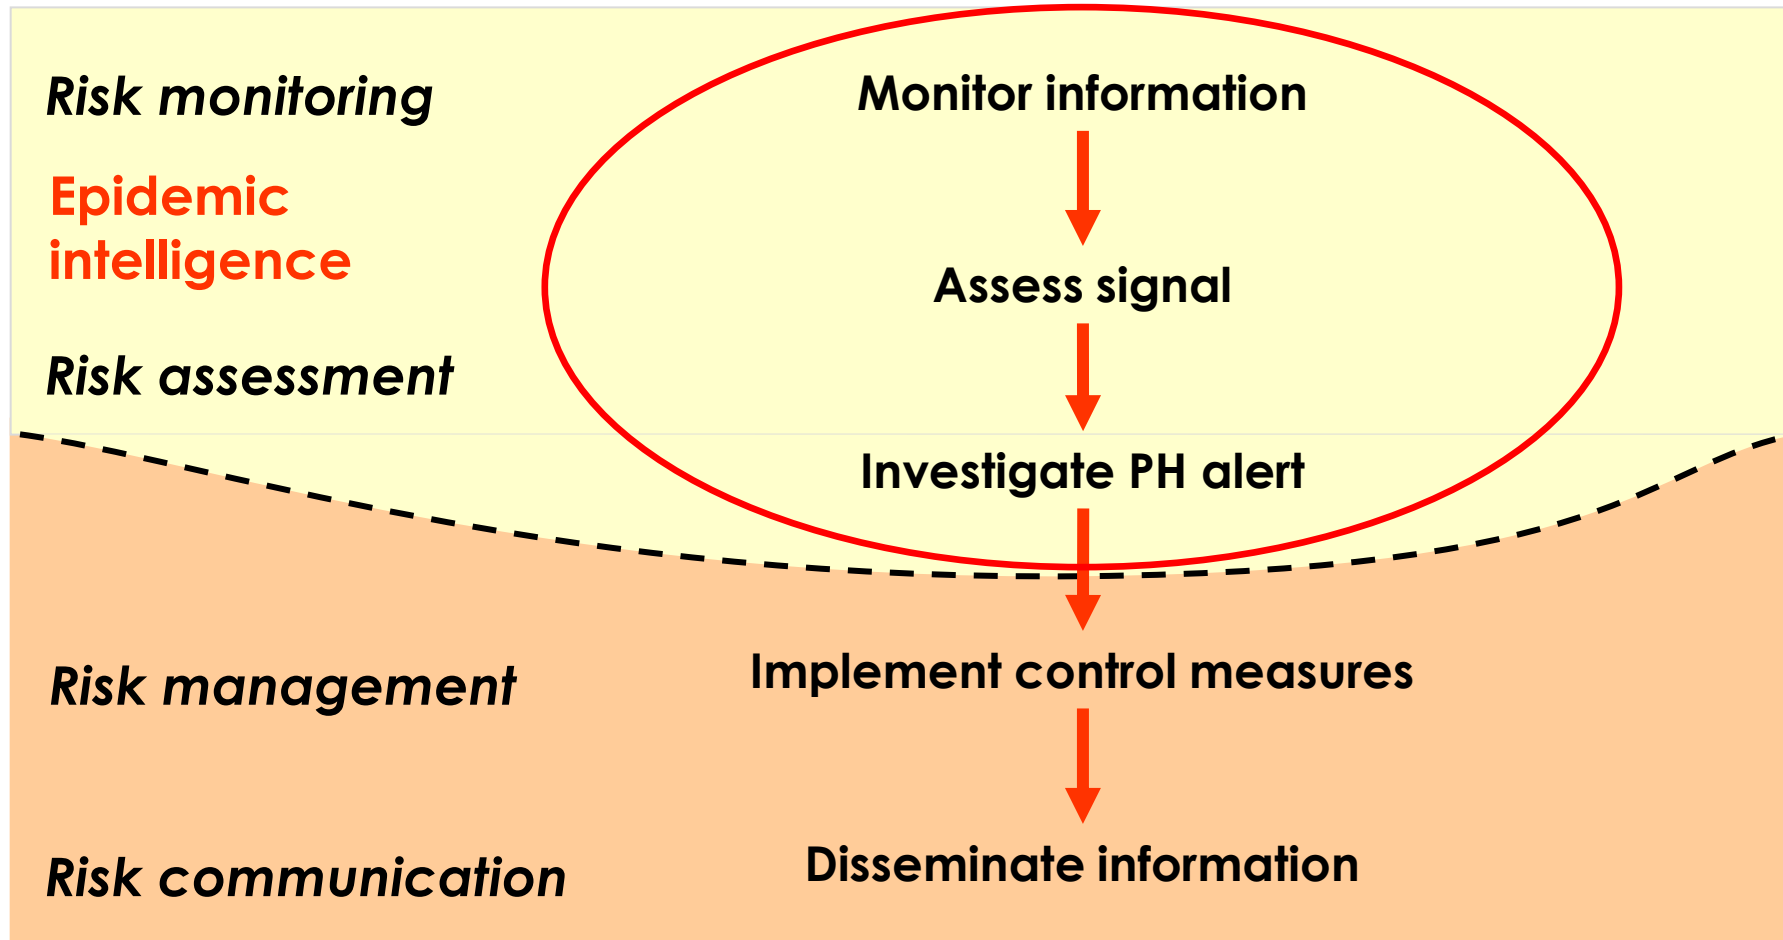 Risk monitoring
Monitor information
Epidemic
intelligence
Assess signal
Risk assessment
Investigate PH alert
Risk management
Implement control measures
Risk communication
Disseminate information